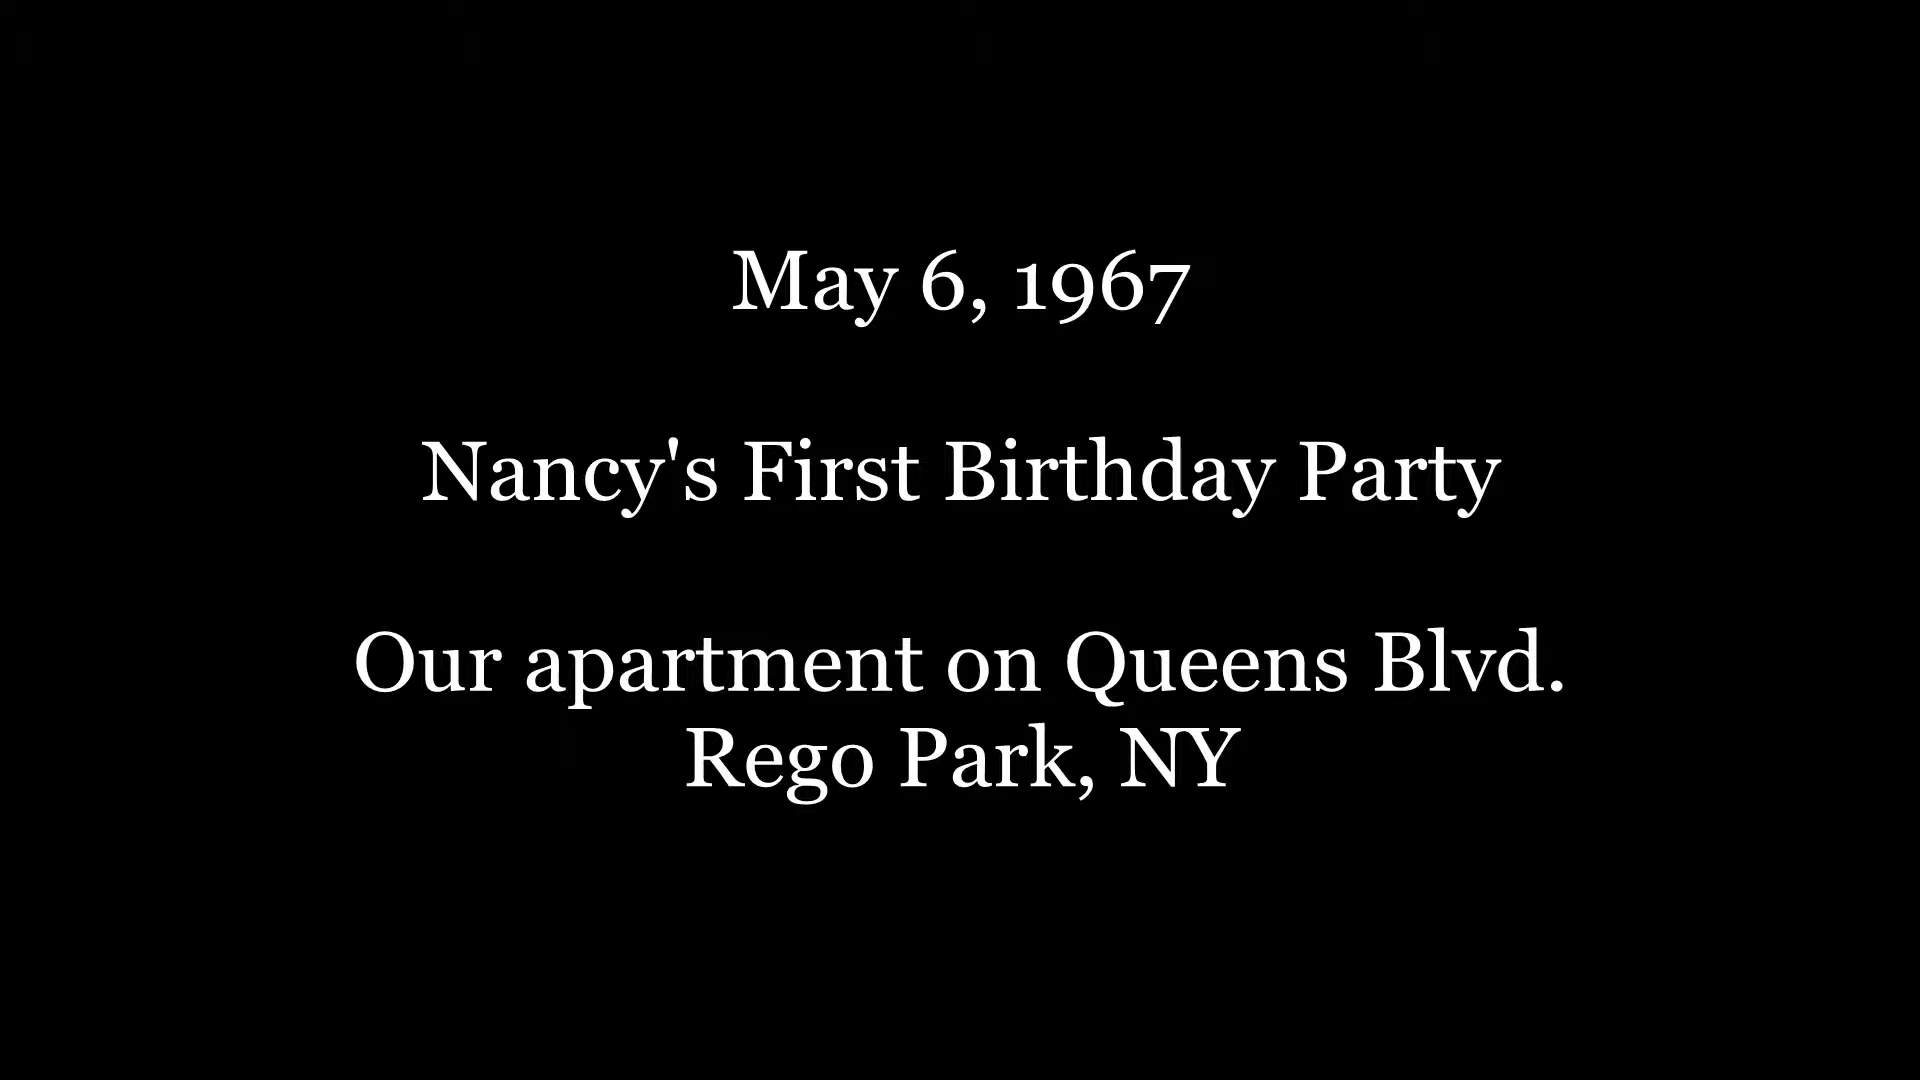 May 6, 1967
Nancy's First Birthday Party
Our apartment on Queens Blvd.
Rego Park, NY